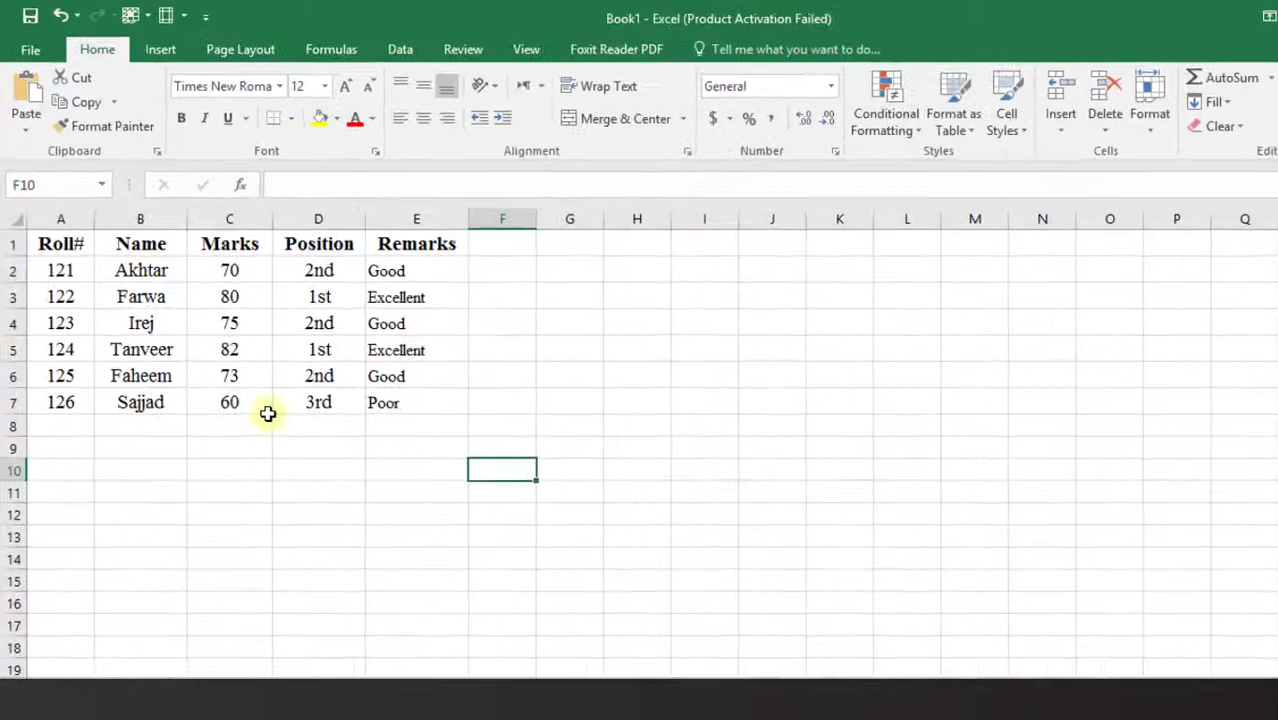 Book1 - Excel (Product Activation Failed)
File Home Insert Page Layout Formulas Data Review View Foxit Reader PDF Tell me what you want to do...
Paste
Cut
Copy
Format Painter
Clipboard
Times New Roma 12
B I U
Font
Wrap Text
Merge & Center
Alignment
General
$ % ,
Number
Conditional Formatting
Format as Table
Cell Styles
Styles
Insert Delete Format
Cells
AutoSum
Fill
Clear
Edit
F10 fx
A B C D E F G H I J K L M N O P Q
1 Roll# Name Marks Position Remarks
2 121 Akhtar 70 2nd Good
3 122 Farwa 80 1st Excellent
4 123 Irej 75 2nd Good
5 124 Tanveer 82 1st Excellent
6 125 Faheem 73 2nd Good
7 126 Sajjad 60 3rd Poor
8
9
10
11
12
13
14
15
16
17
18
19